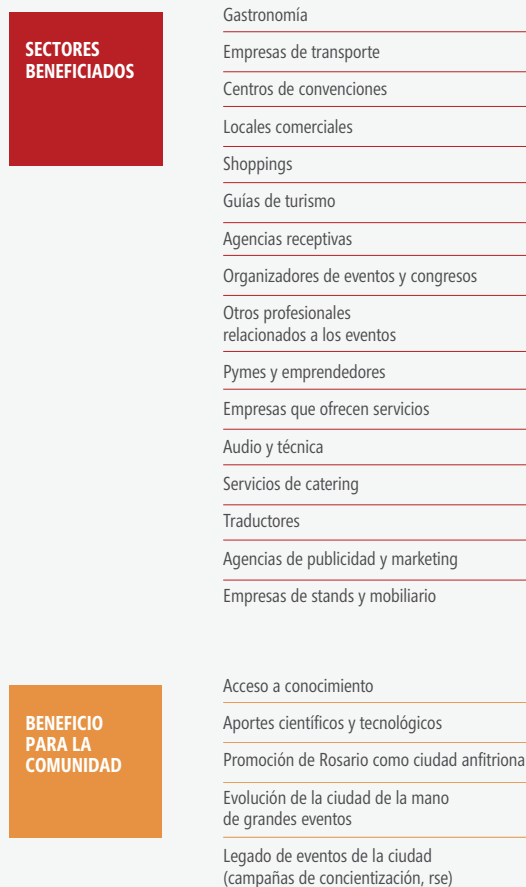 SECTORES
BENEFICIADOS
Gastronomía
Empresas de transporte
Centros de convenciones
Locales comerciales
Shoppings
Guías de turismo
Agencias receptivas
Organizadores de eventos y congresos
Otros profesionales
relacionados a los eventos
Pymes y emprendedores
Empresas que ofrecen servicios
Audio y técnica
Servicios de catering
Traductores
Agencias de publicidad y marketing
Empresas de stands y mobiliario
BENEFICIO
PARA LA
COMUNIDAD
Acceso a conocimiento
Aportes científicos y tecnológicos
Promoción de Rosario como ciudad anfitriona
Evolución de la ciudad de la mano
de grandes eventos
Legado de eventos de la ciudad
(campañas de concientización, rse)